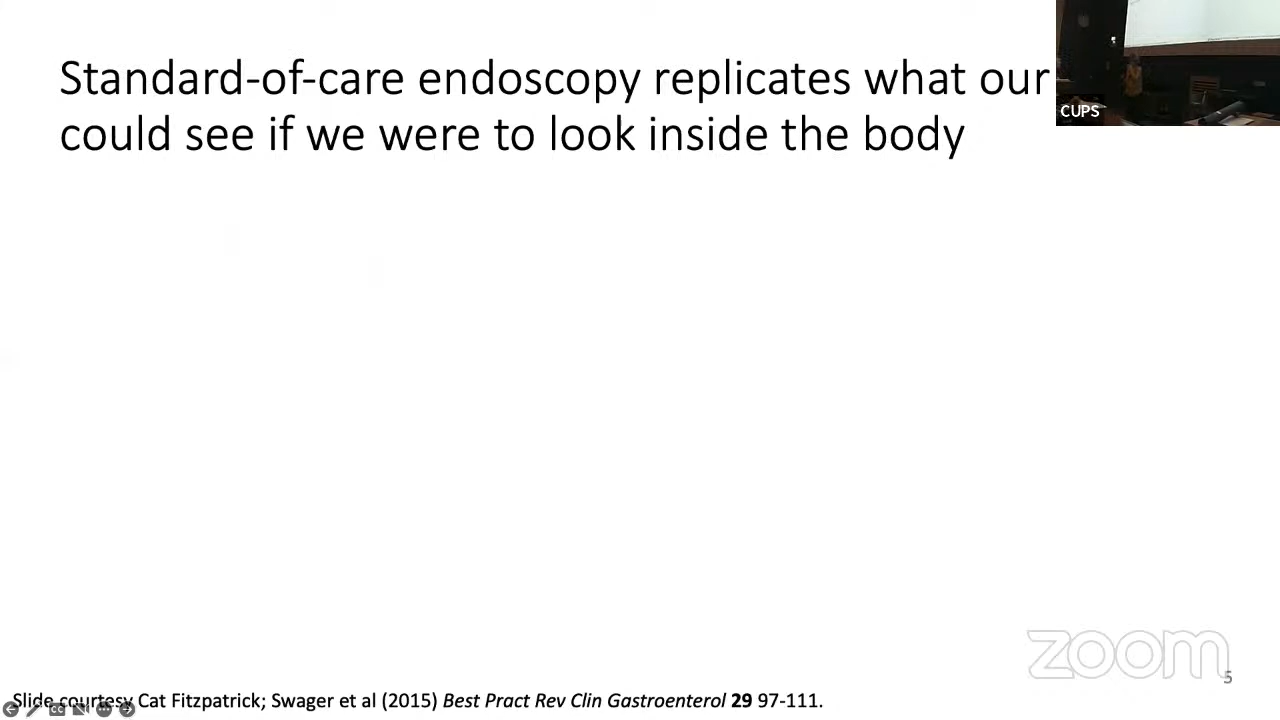 Standard-of-care endoscopy replicates what our
could see if we were to look inside the body
CUPS
zoom
5
Slide courtesy Cat Fitzpatrick; Swager et al (2015) Best Pract Rev Clin Gastroenterol 29 97-111.